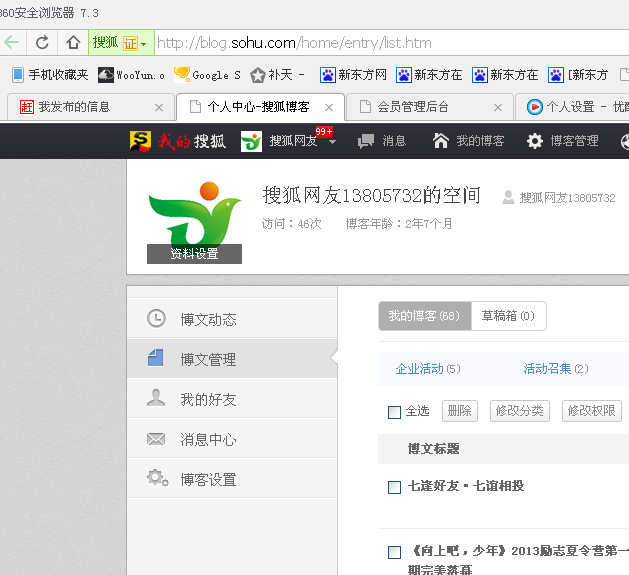 360安全浏览器 7.3
搜狐 证 http://blog.sohu.com/home/entry/list.htm
手机收藏夹 WooYun.o Google S 补天 - 新东方网 新东方在 新东方在 [新东方
我发布的信息 个人中心-搜狐博客 会员管理后台 个人设置 - 优酷
我的搜狐 搜狐网友 99+ 消息 我的博客 博客管理
搜狐网友13805732的空间 搜狐网友13805732
访问：46次 博客年龄：2年7个月
资料设置
我的博客(68) 草稿箱(0)
博文动态
博文管理
我的好友
消息中心
博客设置
企业活动(5) 活动召集(2)
全选 删除 修改分类 修改权限
博文标题
七逢好友·七谊相投
《向上吧，少年》2013励志夏令营第一
期完美落幕